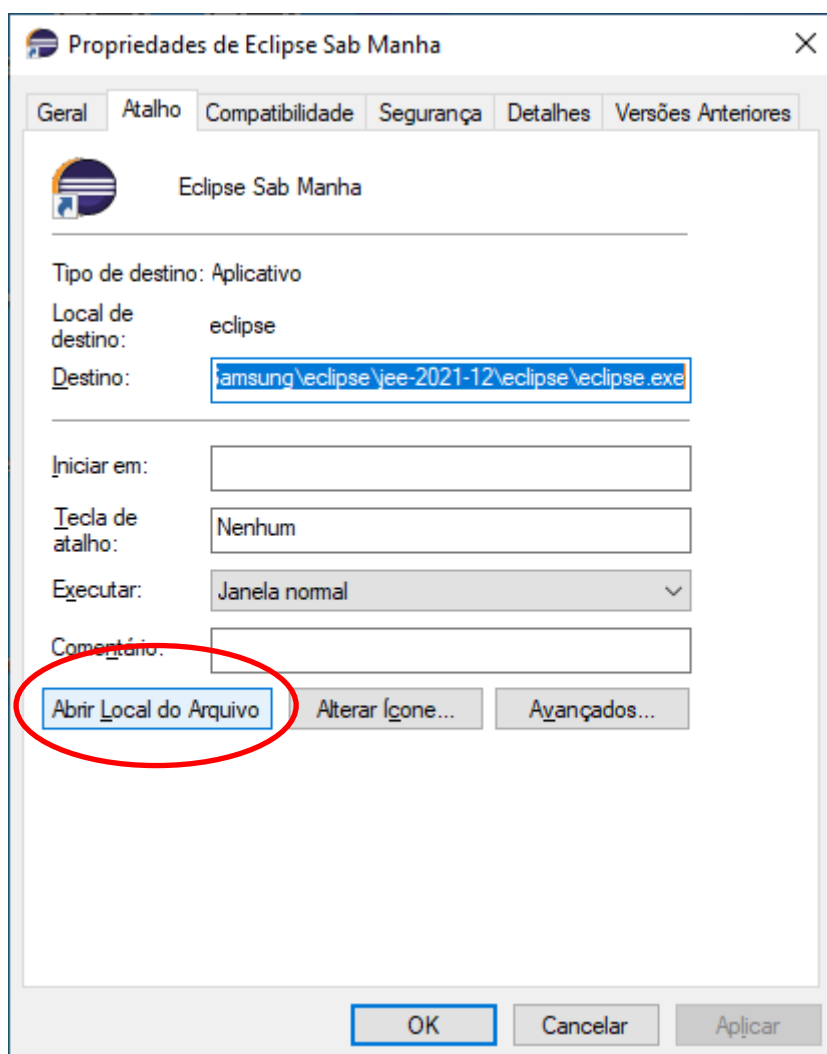 Propriedades de Eclipse Sab Manha
Geral Atalho Compatibilidade Segurança Detalhes Versões Anteriores
Eclipse Sab Manha
Tipo de destino: Aplicativo
Local de destino: eclipse
Destino: Samsung\eclipse\jee-2021-12\eclipse\eclipse.exe
Iniciar em:
Tecla de atalho: Nenhum
Executar: Janela normal
Comentário:
Abrir Local do Arquivo Alterar Ícone... Avançados...
OK Cancelar Aplicar